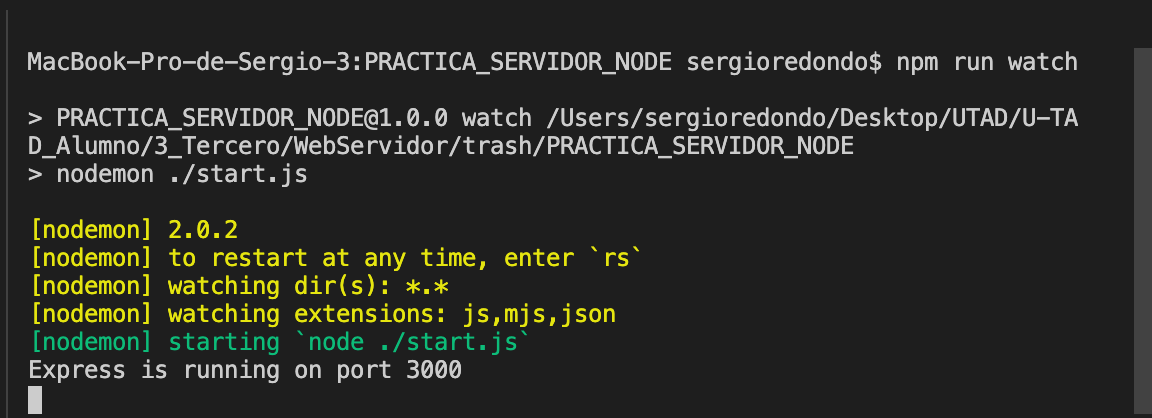 MacBook-Pro-de-Sergio-3:PRACTICA_SERVIDOR_NODE sergioredondo$ npm run watch
> PRACTICA_SERVIDOR_NODE@1.0.0 watch /Users/sergioredondo/Desktop/UTAD/U-TA
D_Alumno/3_Tercero/WebServidor/trash/PRACTICA_SERVIDOR_NODE
> nodemon ./start.js
[nodemon] 2.0.2
[nodemon] to restart at any time, enter `rs`
[nodemon] watching dir(s): *.*
[nodemon] watching extensions: js,mjs,json
[nodemon] starting `node ./start.js`
Express is running on port 3000